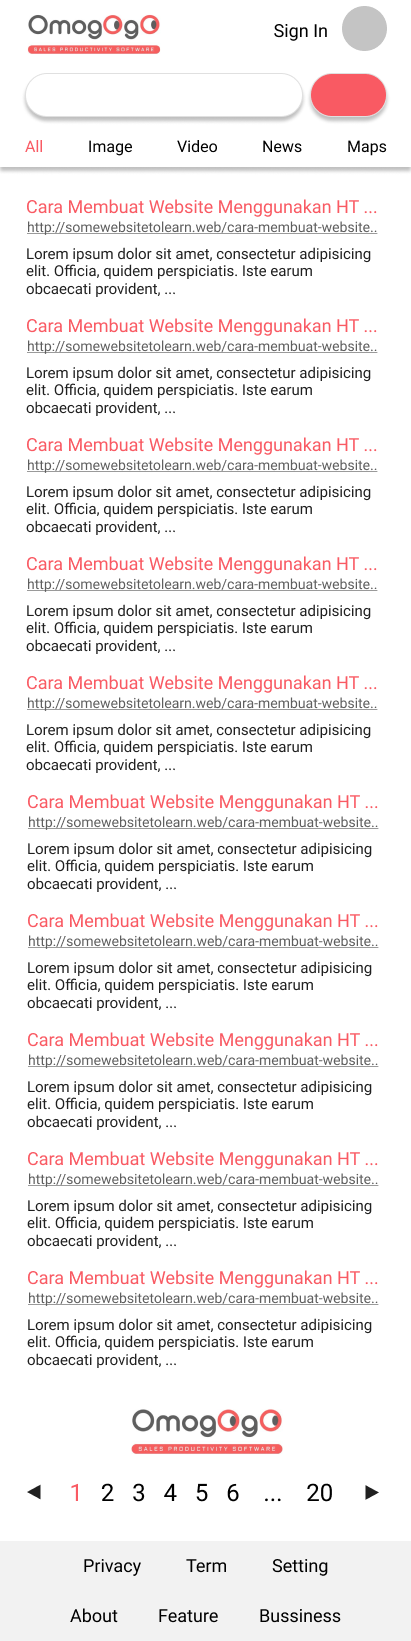 Omogogo
SALES PRODUCTIVITY SOFTWARE
Sign In
All Image Video News Maps
Cara Membuat Website Menggunakan HT ...
http://somewebsitetolearn.web/cara-membuat-website..
Lorem ipsum dolor sit amet, consectetur adipisicing
elit. Officia, quidem perspiciatis. Iste earum
obcaecati provident, ...
Cara Membuat Website Menggunakan HT ...
http://somewebsitetolearn.web/cara-membuat-website..
Lorem ipsum dolor sit amet, consectetur adipisicing
elit. Officia, quidem perspiciatis. Iste earum
obcaecati provident, ...
Cara Membuat Website Menggunakan HT ...
http://somewebsitetolearn.web/cara-membuat-website..
Lorem ipsum dolor sit amet, consectetur adipisicing
elit. Officia, quidem perspiciatis. Iste earum
obcaecati provident, ...
Cara Membuat Website Menggunakan HT ...
http://somewebsitetolearn.web/cara-membuat-website..
Lorem ipsum dolor sit amet, consectetur adipisicing
elit. Officia, quidem perspiciatis. Iste earum
obcaecati provident, ...
Cara Membuat Website Menggunakan HT ...
http://somewebsitetolearn.web/cara-membuat-website..
Lorem ipsum dolor sit amet, consectetur adipisicing
elit. Officia, quidem perspiciatis. Iste earum
obcaecati provident, ...
Cara Membuat Website Menggunakan HT ...
http://somewebsitetolearn.web/cara-membuat-website..
Lorem ipsum dolor sit amet, consectetur adipisicing
elit. Officia, quidem perspiciatis. Iste earum
obcaecati provident, ...
Cara Membuat Website Menggunakan HT ...
http://somewebsitetolearn.web/cara-membuat-website..
Lorem ipsum dolor sit amet, consectetur adipisicing
elit. Officia, quidem perspiciatis. Iste earum
obcaecati provident, ...
Cara Membuat Website Menggunakan HT ...
http://somewebsitetolearn.web/cara-membuat-website..
Lorem ipsum dolor sit amet, consectetur adipisicing
elit. Officia, quidem perspiciatis. Iste earum
obcaecati provident, ...
Cara Membuat Website Menggunakan HT ...
http://somewebsitetolearn.web/cara-membuat-website..
Lorem ipsum dolor sit amet, consectetur adipisicing
elit. Officia, quidem perspiciatis. Iste earum
obcaecati provident, ...
Cara Membuat Website Menggunakan HT ...
http://somewebsitetolearn.web/cara-membuat-website..
Lorem ipsum dolor sit amet, consectetur adipisicing
elit. Officia, quidem perspiciatis. Iste earum
obcaecati provident, ...
OmogOgO
SALES PRODUCTIVITY SOFTWARE
1 2 3 4 5 6 ... 20
Privacy Term Setting
About Feature Bussiness